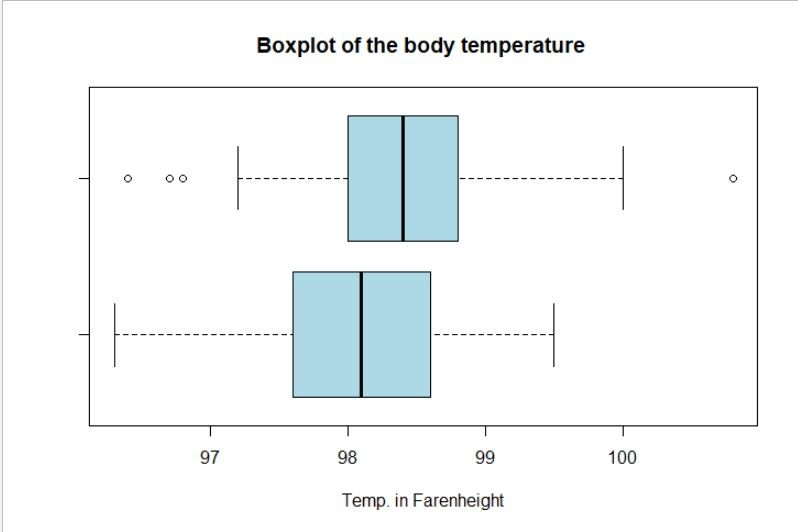 Boxplot of the body temperature
97 98 99 100
Temp. in Farenheight